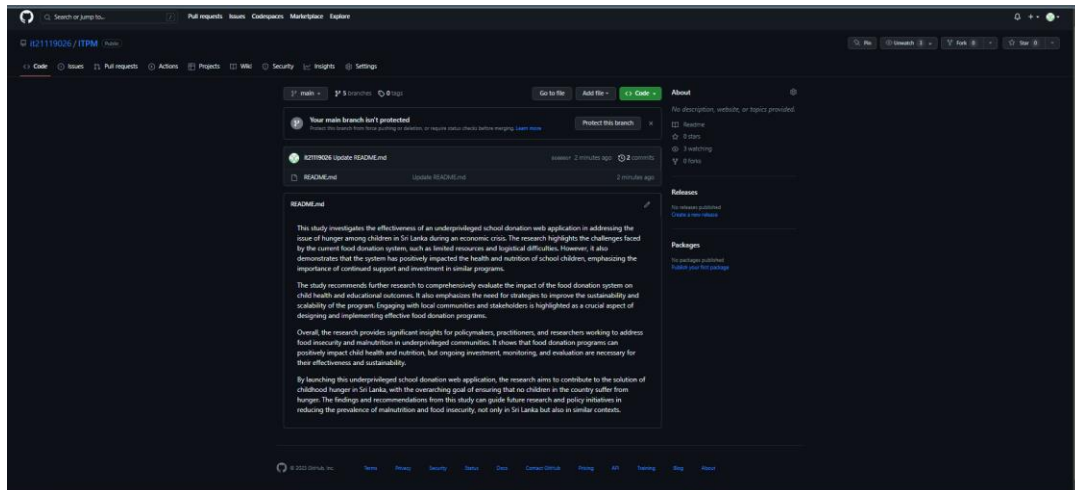 Search or jump to...
/
Pull requests Issues Codespaces Marketplace Explore
it21119026 / ITPM Public
Pin
Unwatch 3
Fork 0
Star 0
Code
Issues
Pull requests
Actions
Projects
Wiki
Security
Insights
Settings
main
5 branches
0 tags
Go to file
Add file
Code
Your main branch isn't protected
Protect this branch from force pushing or deletion, or require status checks before merging. Learn more
Protect this branch
it21119026 Update README.md
2 minutes ago
2 commits
README.md
Update README.md
2 minutes ago
README.md
This study investigates the effectiveness of an underprivileged school donation web application in addressing the
issue of hunger among children in Sri Lanka during an economic crisis. The research highlights the challenges faced
by the current food donation system, such as limited resources and logistical difficulties. However, it also
demonstrates that the system has positively impacted the health and nutrition of school children, emphasizing the
importance of continued support and investment in similar programs.
The study recommends further research to comprehensively evaluate the impact of the food donation system on
child health and educational outcomes. It also emphasizes the need for strategies to improve the sustainability and
scalability of the program. Engaging with local communities and stakeholders is highlighted as a crucial aspect of
designing and implementing effective food donation programs.
Overall, the research provides significant insights for policymakers, practitioners, and researchers working to address
food insecurity and malnutrition in underprivileged communities. It shows that food donation programs can
positively impact child health and nutrition, but ongoing investment, monitoring, and evaluation are necessary for
their effectiveness and sustainability.
By launching this underprivileged school donation web application, the research aims to contribute to the solution of
childhood hunger in Sri Lanka, with the overarching goal of ensuring that no children in the country suffer from
hunger. The findings and recommendations from this study can guide future research and policy initiatives in
reducing the prevalence of malnutrition and food insecurity, not only in Sri Lanka but also in similar contexts.
About
No description, website, or topics provided.
Readme
0 stars
3 watching
0 forks
Releases
No releases published
Create a new release
Packages
No packages published
Publish your first package
© 2023 GitHub, Inc.
Terms
Privacy
Security
Status
Docs
Contact GitHub
Pricing
API
Training
Blog
About